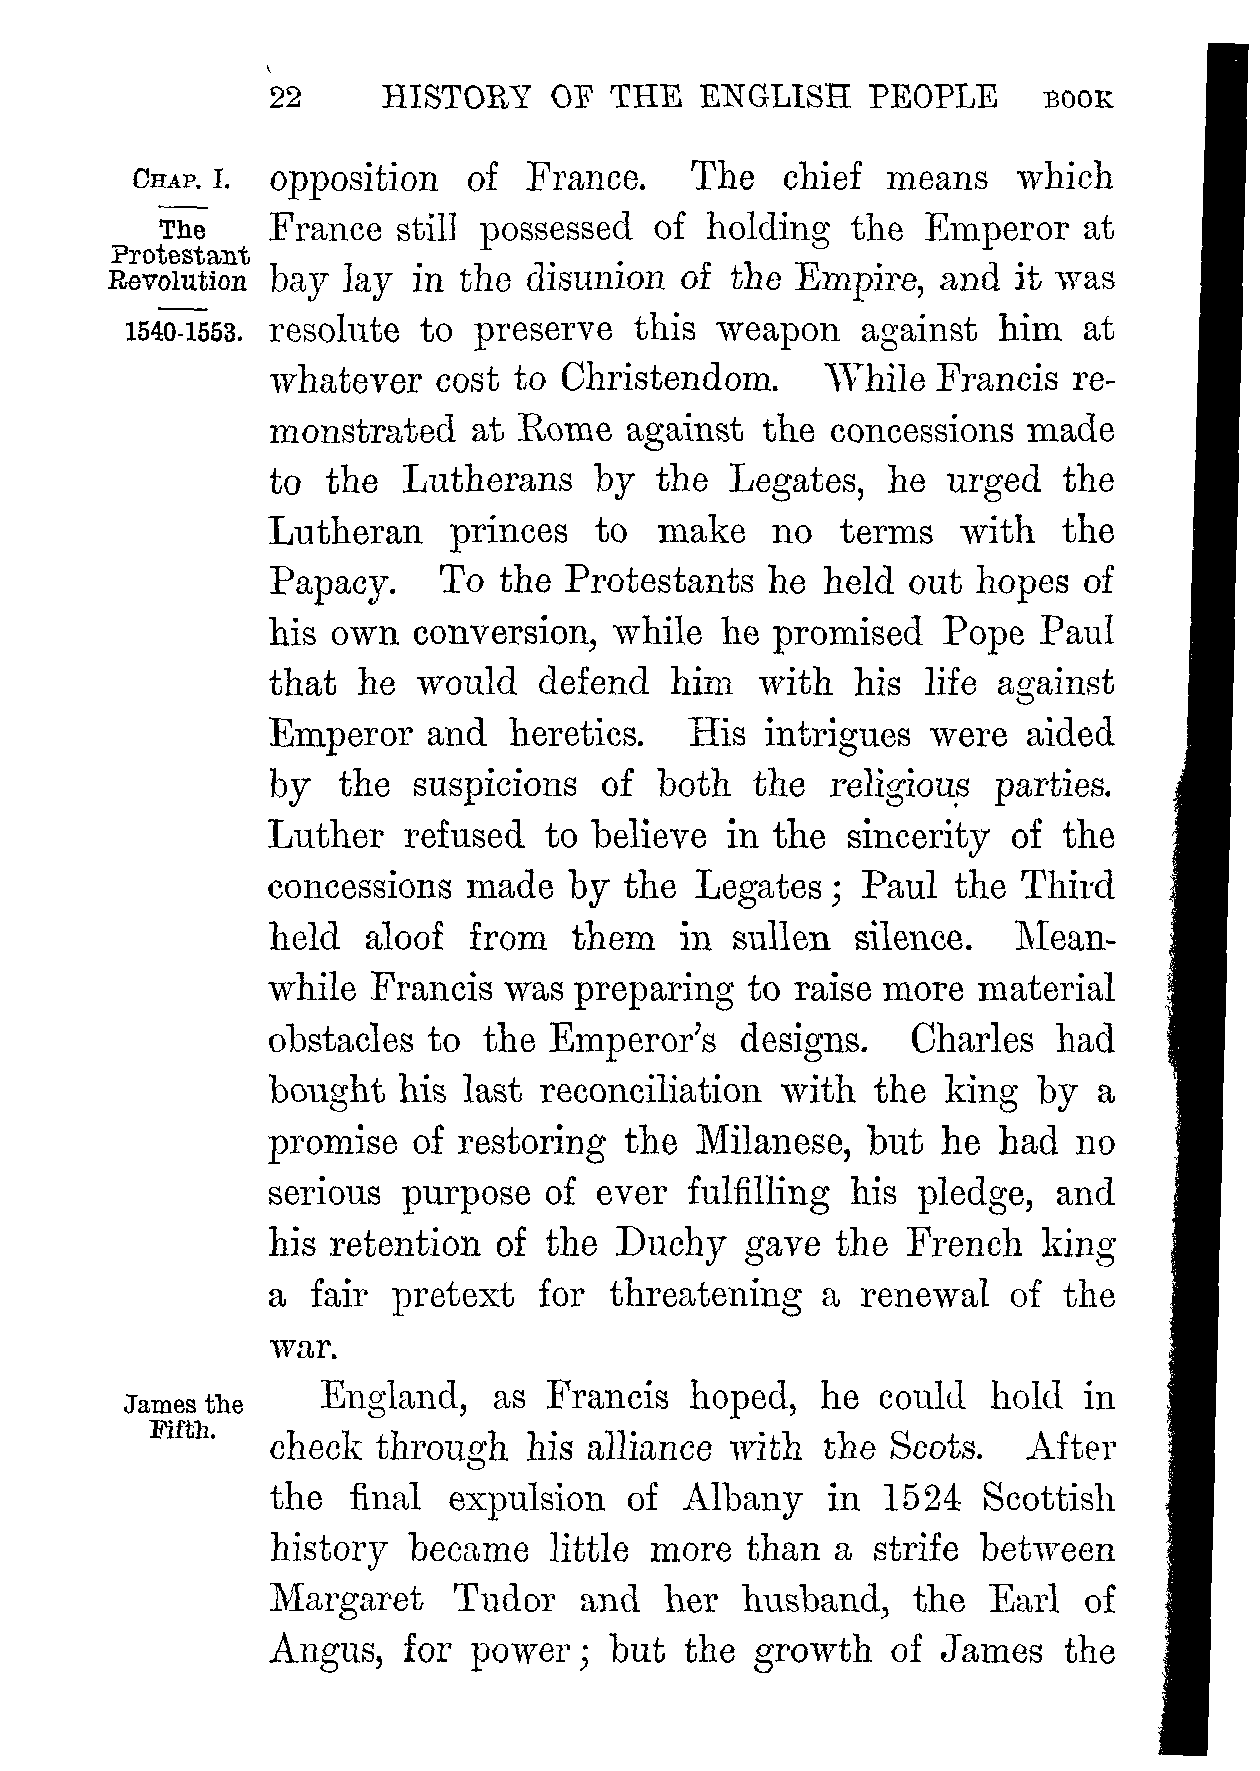 22 HISTORY OF THE ENGLISH PEOPLE BOOK
CHAP. I.
The
Protestant
Revolution
1540-1553.
opposition of France. The chief means which
France still possessed of holding the Emperor at
bay lay in the disunion of the Empire, and it was
resolute to preserve this weapon against him at
whatever cost to Christendom. While Francis re-
monstrated at Rome against the concessions made
to the Lutherans by the Legates, he urged the
Lutheran princes to make no terms with the
Papacy. To the Protestants he held out hopes of
his own conversion, while he promised Pope Paul
that he would defend him with his life against
Emperor and heretics. His intrigues were aided
by the suspicions of both the religious parties.
Luther refused to believe in the sincerity of the
concessions made by the Legates; Paul the Third
held aloof from them in sullen silence. Mean-
while Francis was preparing to raise more material
obstacles to the Emperor's designs. Charles had
bought his last reconciliation with the king by a
promise of restoring the Milanese, but he had no
serious purpose of ever fulfilling his pledge, and
his retention of the Duchy gave the French king
a fair pretext for threatening a renewal of the
war.
James the
Fifth.
England, as Francis hoped, he could hold in
check through his alliance with the Scots. After
the final expulsion of Albany in 1524 Scottish
history became little more than a strife between
Margaret Tudor and her husband, the Earl of
Angus, for power; but the growth of James the